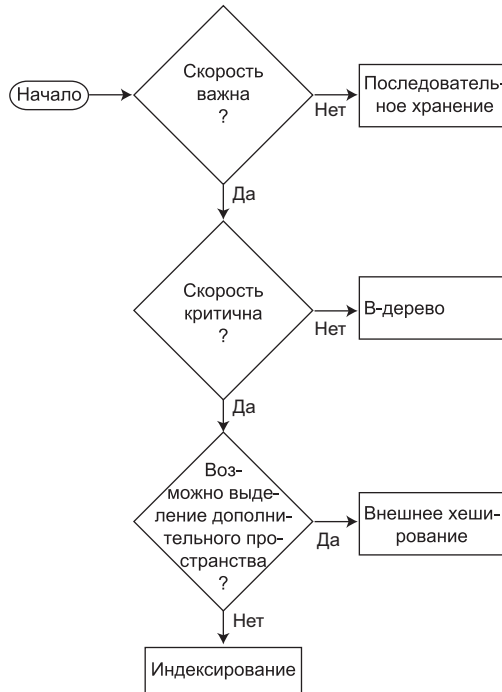 Начало
Скорость
важна
?
Нет
Последователь-
ное хранение
Да
Скорость
критична
?
Нет
В-дерево
Да
Воз-
можно выде-
ление дополни-
тельного про-
странства
?
Да
Внешнее хеши-
рование
Нет
Индексирование